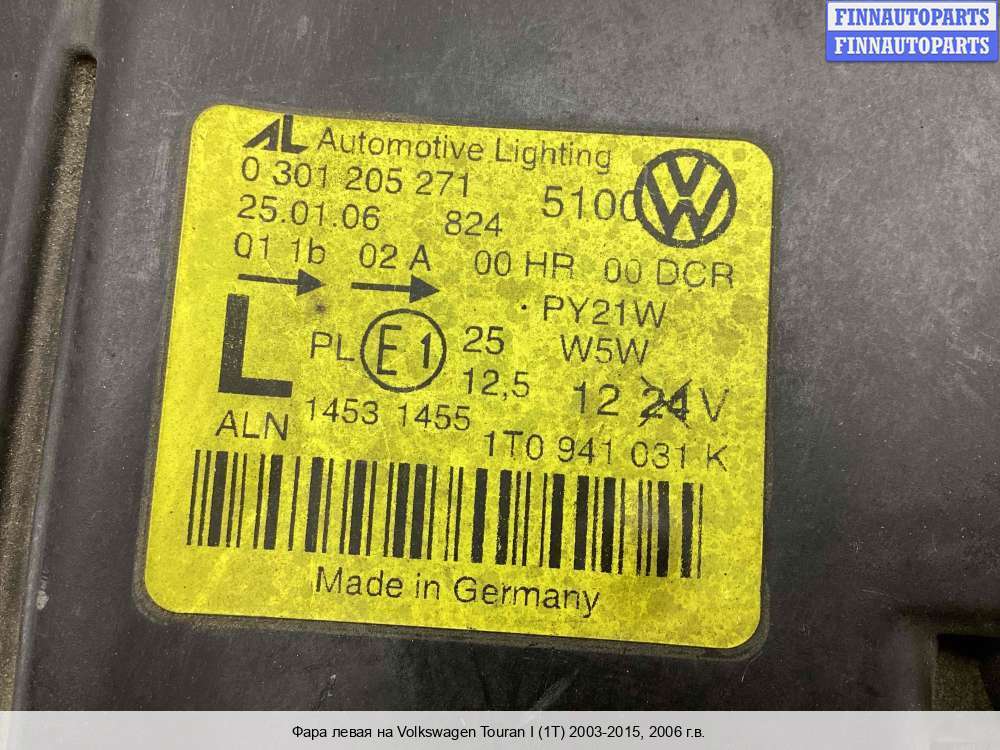 FINNAUTOPARTS
FINNAUTOPARTS
AL Automotive Lighting
0 301 205 271
5100
25.01.06 824
01 1b 02 A 00 HR 00 DCR
PY21W
L PL E1 25 W5W
12,5 12 24 V
1453 1455
ALN 1T0 941 031 K
Made in Germany
Фара левая на Volkswagen Touran I (1T) 2003-2015, 2006 г.в.